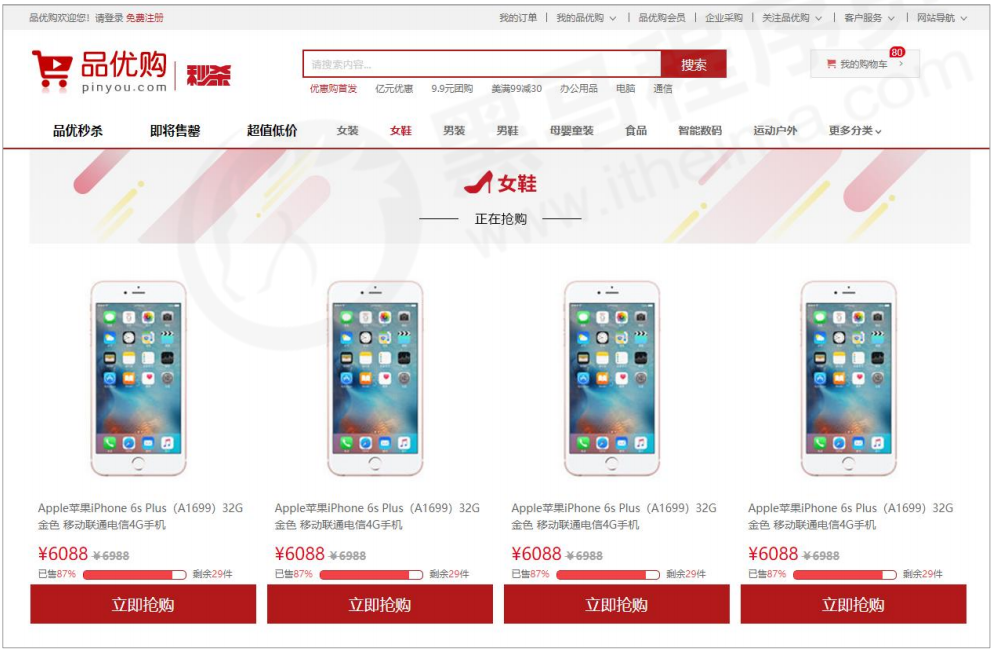 品优购欢迎您! 请登录 免费注册 我的订单 | 我的品优购 | 品优购会员 | 企业采购 | 关注品优购 | 客户服务 | 网站导航
品优购 秒杀
pinyou.com
请搜索内容... 搜索
我的购物车 80
优惠购首发 亿元优惠 9.9元团购 美满99减30 办公用品 电脑 通信
品优秒杀 即将售罄 超值低价 女装 女鞋 男装 男鞋 母婴童装 食品 智能数码 运动户外 更多分类
女鞋
正在抢购
Apple苹果iPhone 6s Plus（A1699）32G
金色 移动联通电信4G手机
¥6088 ¥6988
已售87% 剩余29件
立即抢购
Apple苹果iPhone 6s Plus（A1699）32G
金色 移动联通电信4G手机
¥6088 ¥6988
已售87% 剩余29件
立即抢购
Apple苹果iPhone 6s Plus（A1699）32G
金色 移动联通电信4G手机
¥6088 ¥6988
已售87% 剩余29件
立即抢购
Apple苹果iPhone 6s Plus（A1699）32G
金色 移动联通电信4G手机
¥6088 ¥6988
已售87% 剩余29件
立即抢购
www.itheima.com